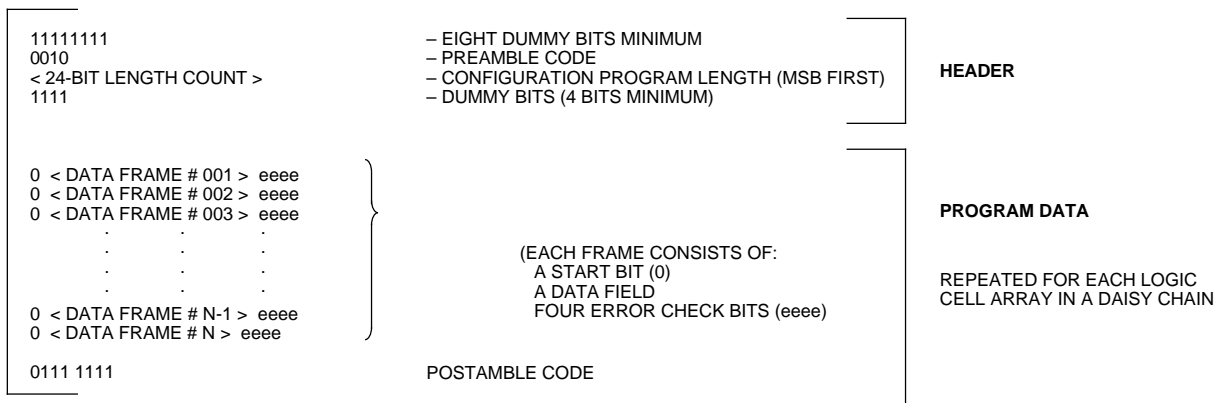 11111111 – EIGHT DUMMY BITS MINIMUM
0010 – PREAMBLE CODE
< 24-BIT LENGTH COUNT > – CONFIGURATION PROGRAM LENGTH (MSB FIRST)
1111 – DUMMY BITS (4 BITS MINIMUM)
HEADER
0 < DATA FRAME # 001 > eeee
0 < DATA FRAME # 002 > eeee
0 < DATA FRAME # 003 > eeee
. . .
. . .
. . .
. . .
0 < DATA FRAME # N-1 > eeee
0 < DATA FRAME # N > eeee
(EACH FRAME CONSISTS OF:
A START BIT (0)
A DATA FIELD
FOUR ERROR CHECK BITS (eeee)
PROGRAM DATA
REPEATED FOR EACH LOGIC
CELL ARRAY IN A DAISY CHAIN
0111 1111 POSTAMBLE CODE